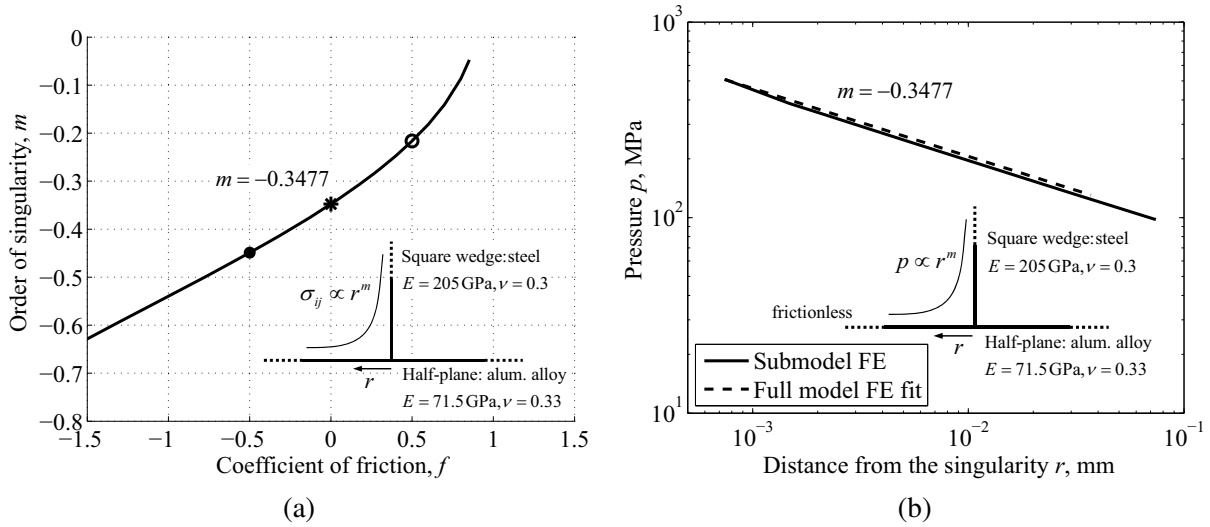 0
−0.1
−0.2
−0.3
−0.4
−0.5
−0.6
−0.7
−0.8
−1.5
−1
−0.5
0
0.5
1
1.5
Order of singularity, m
Coefficient of friction, f
m = −0.3477
σij ∝ r^m
Square wedge:steel
E = 205 GPa, ν = 0.3
r
Half-plane: alum. alloy
E = 71.5 GPa, ν = 0.33
(a)
10^3
10^2
10^1
10^−3
10^−2
10^−1
Pressure p, MPa
Distance from the singularity r, mm
m = −0.3477
p ∝ r^m
Square wedge:steel
E = 205 GPa, ν = 0.3
frictionless
r
Half-plane: alum. alloy
E = 71.5 GPa, ν = 0.33
Submodel FE
Full model FE fit
(b)